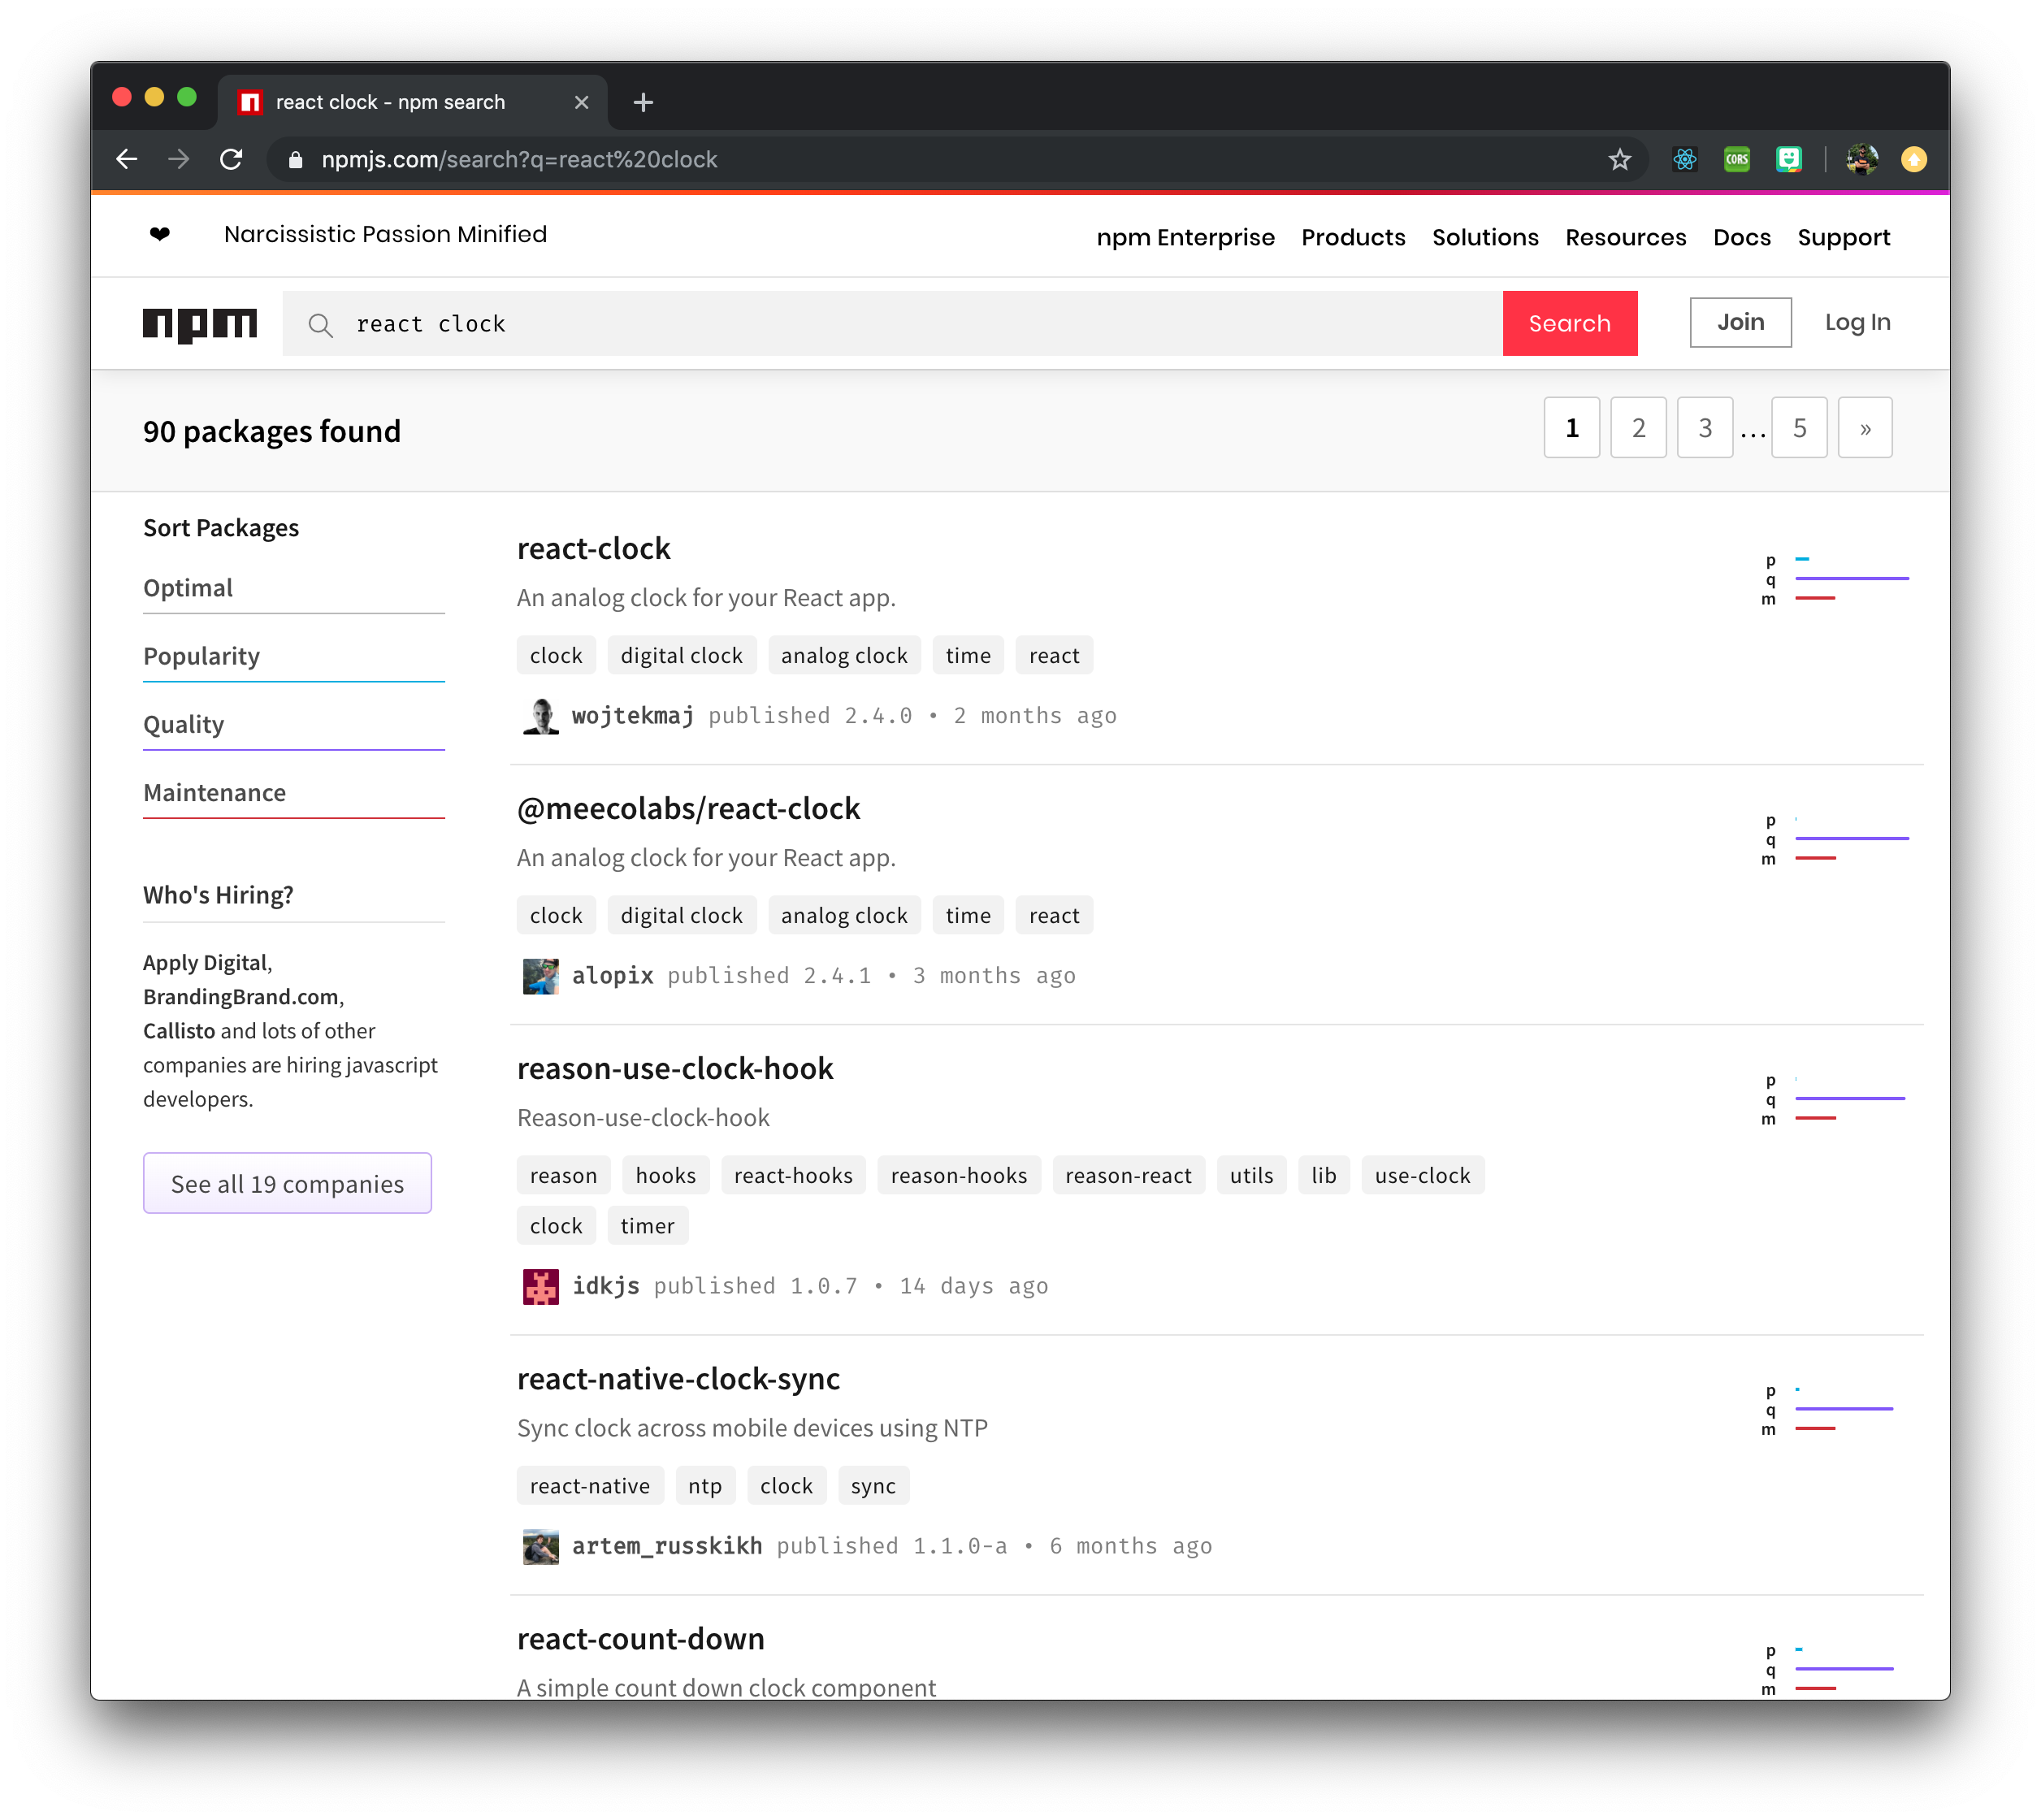 react clock - npm search
npmjs.com/search?q=react%20clock
CORS
❤ Narcissistic Passion Minified
npm Enterprise Products Solutions Resources Docs Support
npm
react clock
Search
Join
Log In
90 packages found
1 2 3 ... 5 »
Sort Packages
Optimal
Popularity
Quality
Maintenance
Who's Hiring?
Apply Digital,
BrandingBrand.com,
Callisto and lots of other
companies are hiring javascript
developers.
See all 19 companies
react-clock
An analog clock for your React app.
clock digital clock analog clock time react
wojtekmaj published 2.4.0 • 2 months ago
p
q
m
@meecolabs/react-clock
An analog clock for your React app.
clock digital clock analog clock time react
alopix published 2.4.1 • 3 months ago
p
q
m
reason-use-clock-hook
Reason-use-clock-hook
reason hooks react-hooks reason-hooks reason-react utils lib use-clock
clock timer
idkjs published 1.0.7 • 14 days ago
p
q
m
react-native-clock-sync
Sync clock across mobile devices using NTP
react-native ntp clock sync
artem_russkikh published 1.1.0-a • 6 months ago
p
q
m
react-count-down
A simple count down clock component
p
q
m